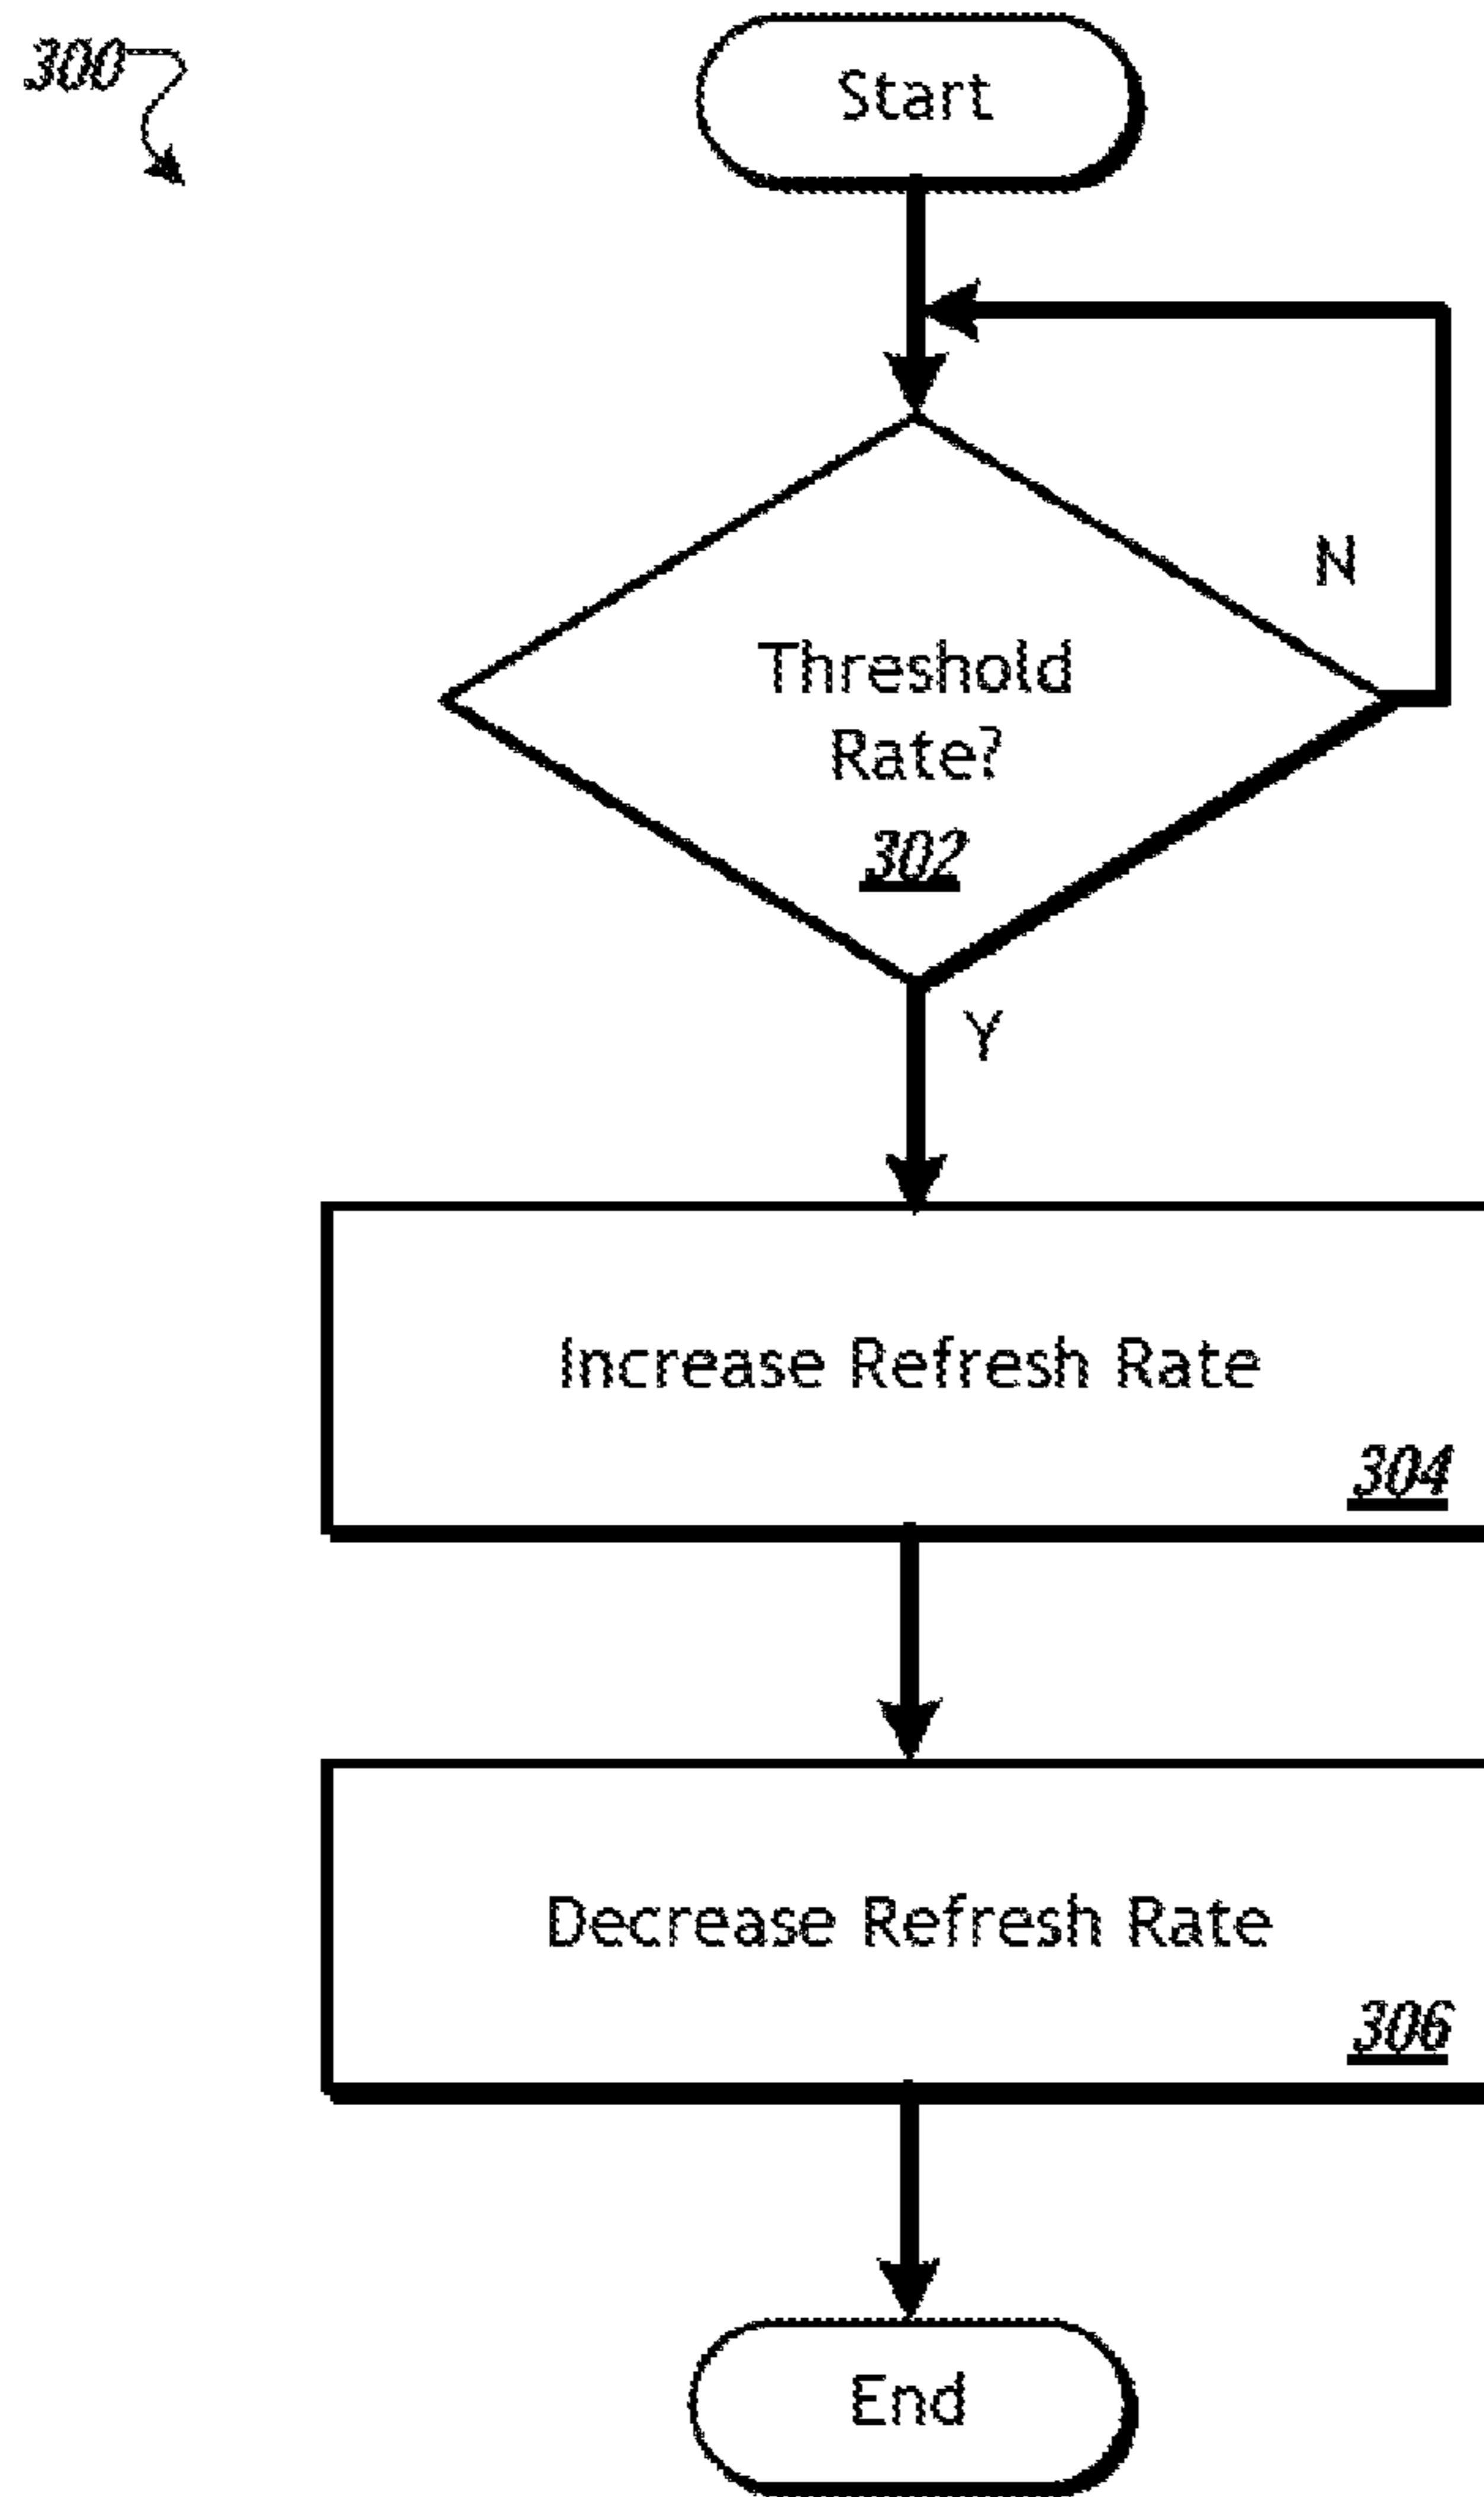 300
Start
N
Threshold
Rate?
302
Y
Increase Refresh Rate
304
Decrease Refresh Rate
306
End